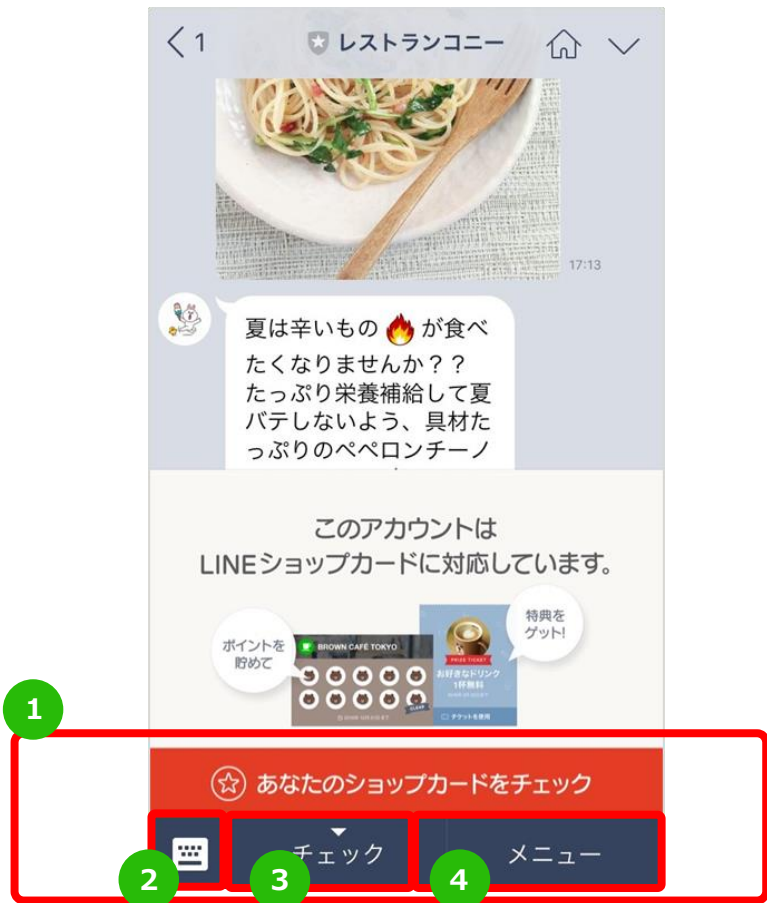 1
レストランコニー
17:13
夏は辛いもの🔥が食べ
たくなりませんか？？
たっぷり栄養補給して夏
バテしないよう、具材た
っぷりのペペロンチーノ
このアカウントは
LINEショップカードに対応しています。
ポイントを
貯めて
BROWN CAFÉ TOKYO
特典を
ゲット!
PRIZE TICKET
お好きなドリンク
1杯無料
チケットを使用
1
あなたのショップカードをチェック
チェック
メニュー
2
3
4